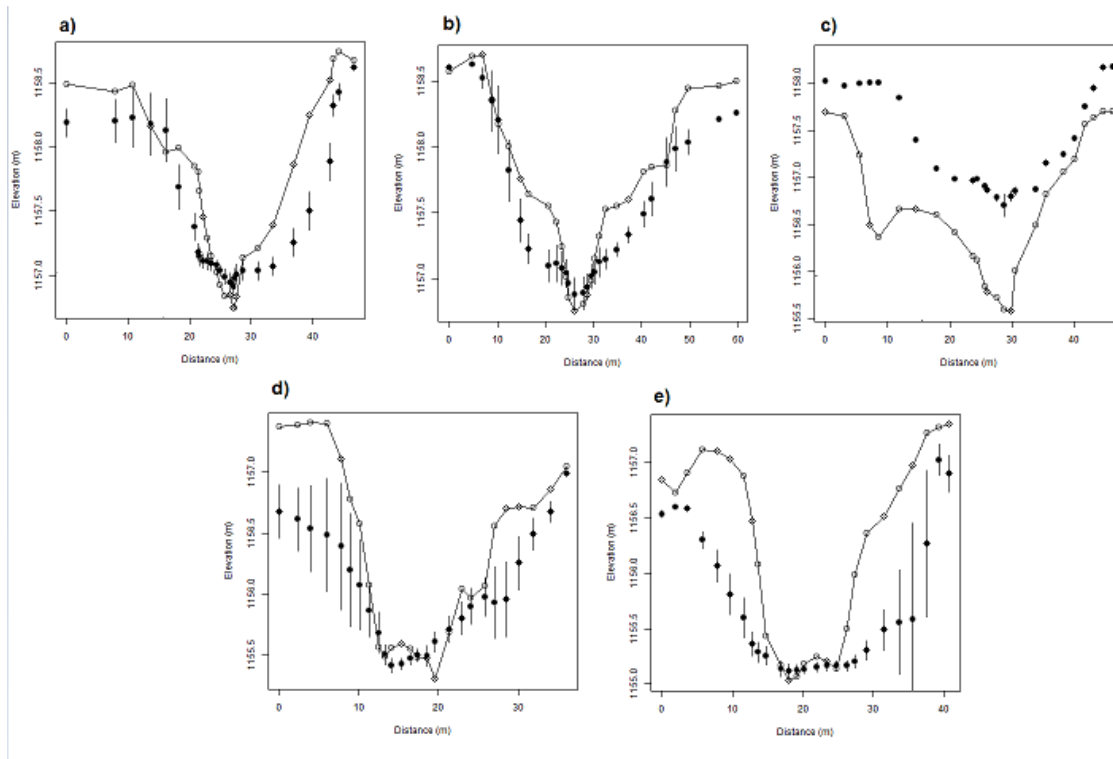 a)
Elevation (m)
1158.5
1158.0
1157.5
1157.0
0 10 20 30 40
Distance (m)
b)
Elevation (m)
1158.5
1158.0
1157.5
1157.0
0 10 20 30 40 50 60
Distance (m)
c)
Elevation (m)
1158.0
1157.5
1157.0
1156.5
1156.0
1155.5
0 10 20 30 40
Distance (m)
d)
Elevation (m)
1157.0
1156.5
1156.0
1155.5
0 10 20 30
Distance (m)
e)
Elevation (m)
1157.0
1156.5
1156.0
1155.5
1155.0
0 10 20 30 40
Distance (m)